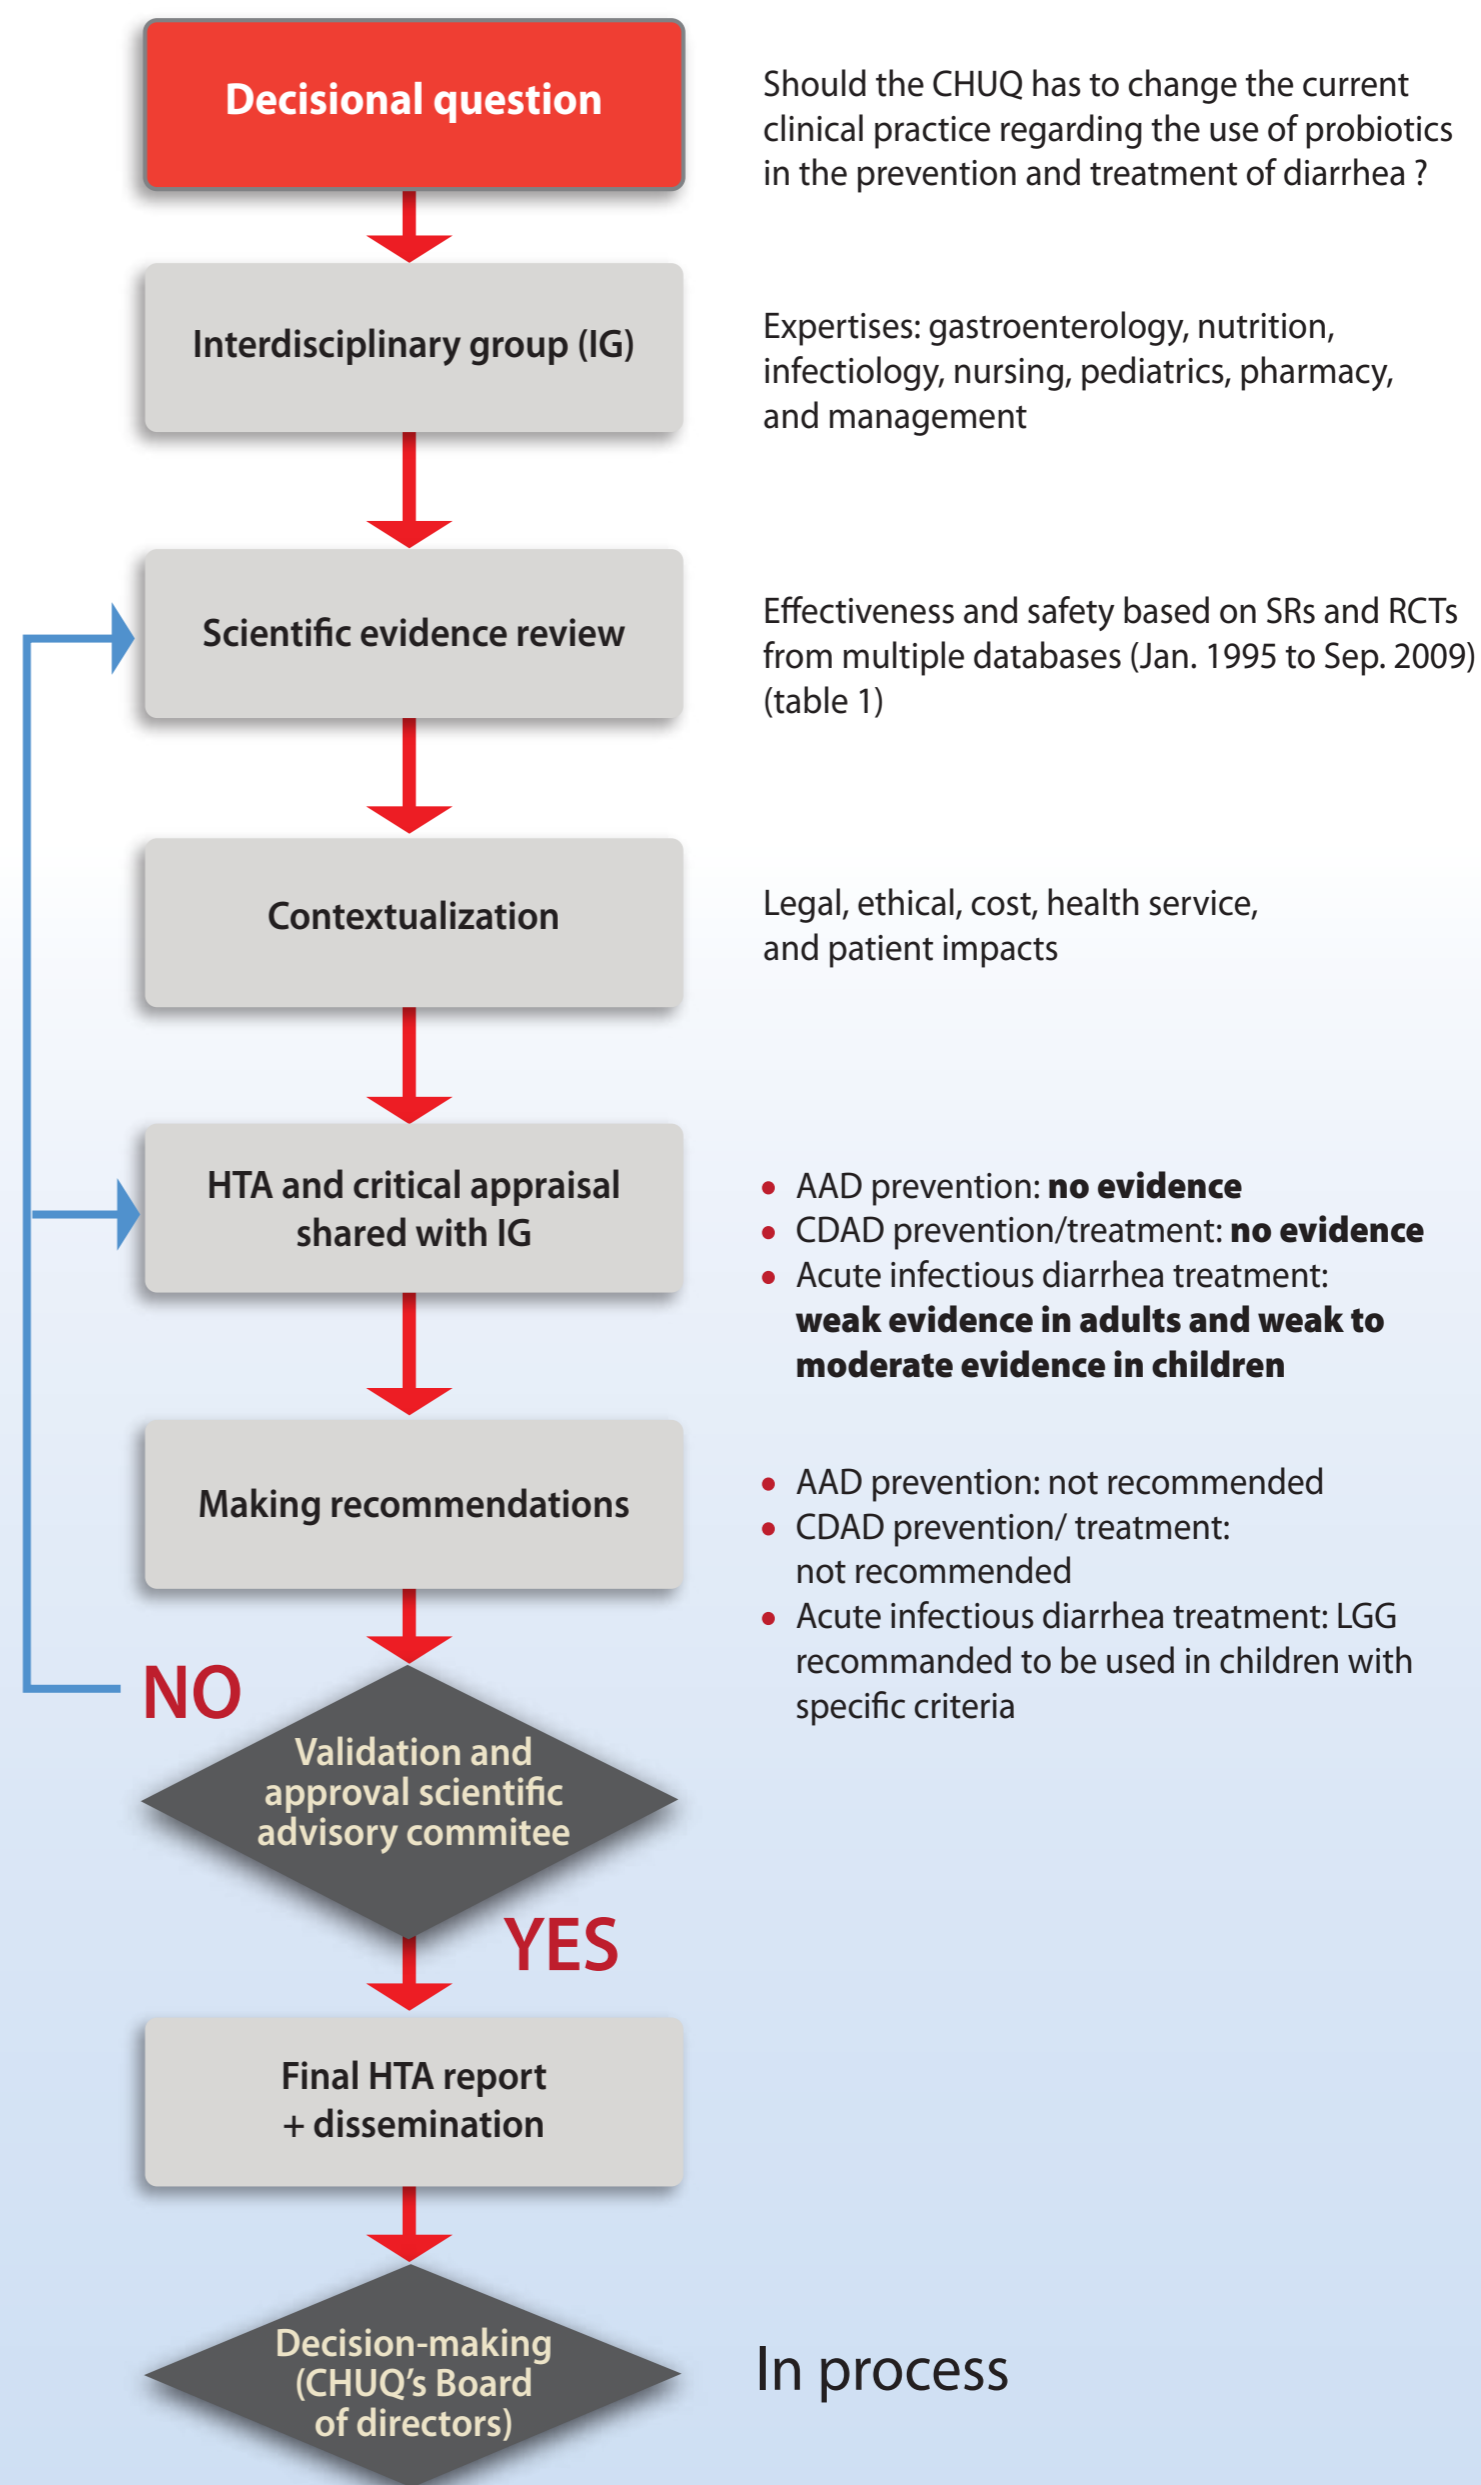 Decisional question
Should the CHUQ has to change the current
clinical practice regarding the use of probiotics
in the prevention and treatment of diarrhea ?
Interdisciplinary group (IG)
Expertises: gastroenterology, nutrition,
infectiology, nursing, pediatrics, pharmacy,
and management
Scientific evidence review
Effectiveness and safety based on SRs and RCTs
from multiple databases (Jan. 1995 to Sep. 2009)
(table 1)
Contextualization
Legal, ethical, cost, health service,
and patient impacts
HTA and critical appraisal
shared with IG
• AAD prevention: no evidence
• CDAD prevention/treatment: no evidence
• Acute infectious diarrhea treatment:
weak evidence in adults and weak to
moderate evidence in children
Making recommendations
• AAD prevention: not recommended
• CDAD prevention/ treatment:
not recommended
• Acute infectious diarrhea treatment: LGG
recommanded to be used in children with
specific criteria
NO
Validation and
approval scientific
advisory commitee
YES
Final HTA report
+ dissemination
Decision-making
(CHUQ's Board
of directors)
In process